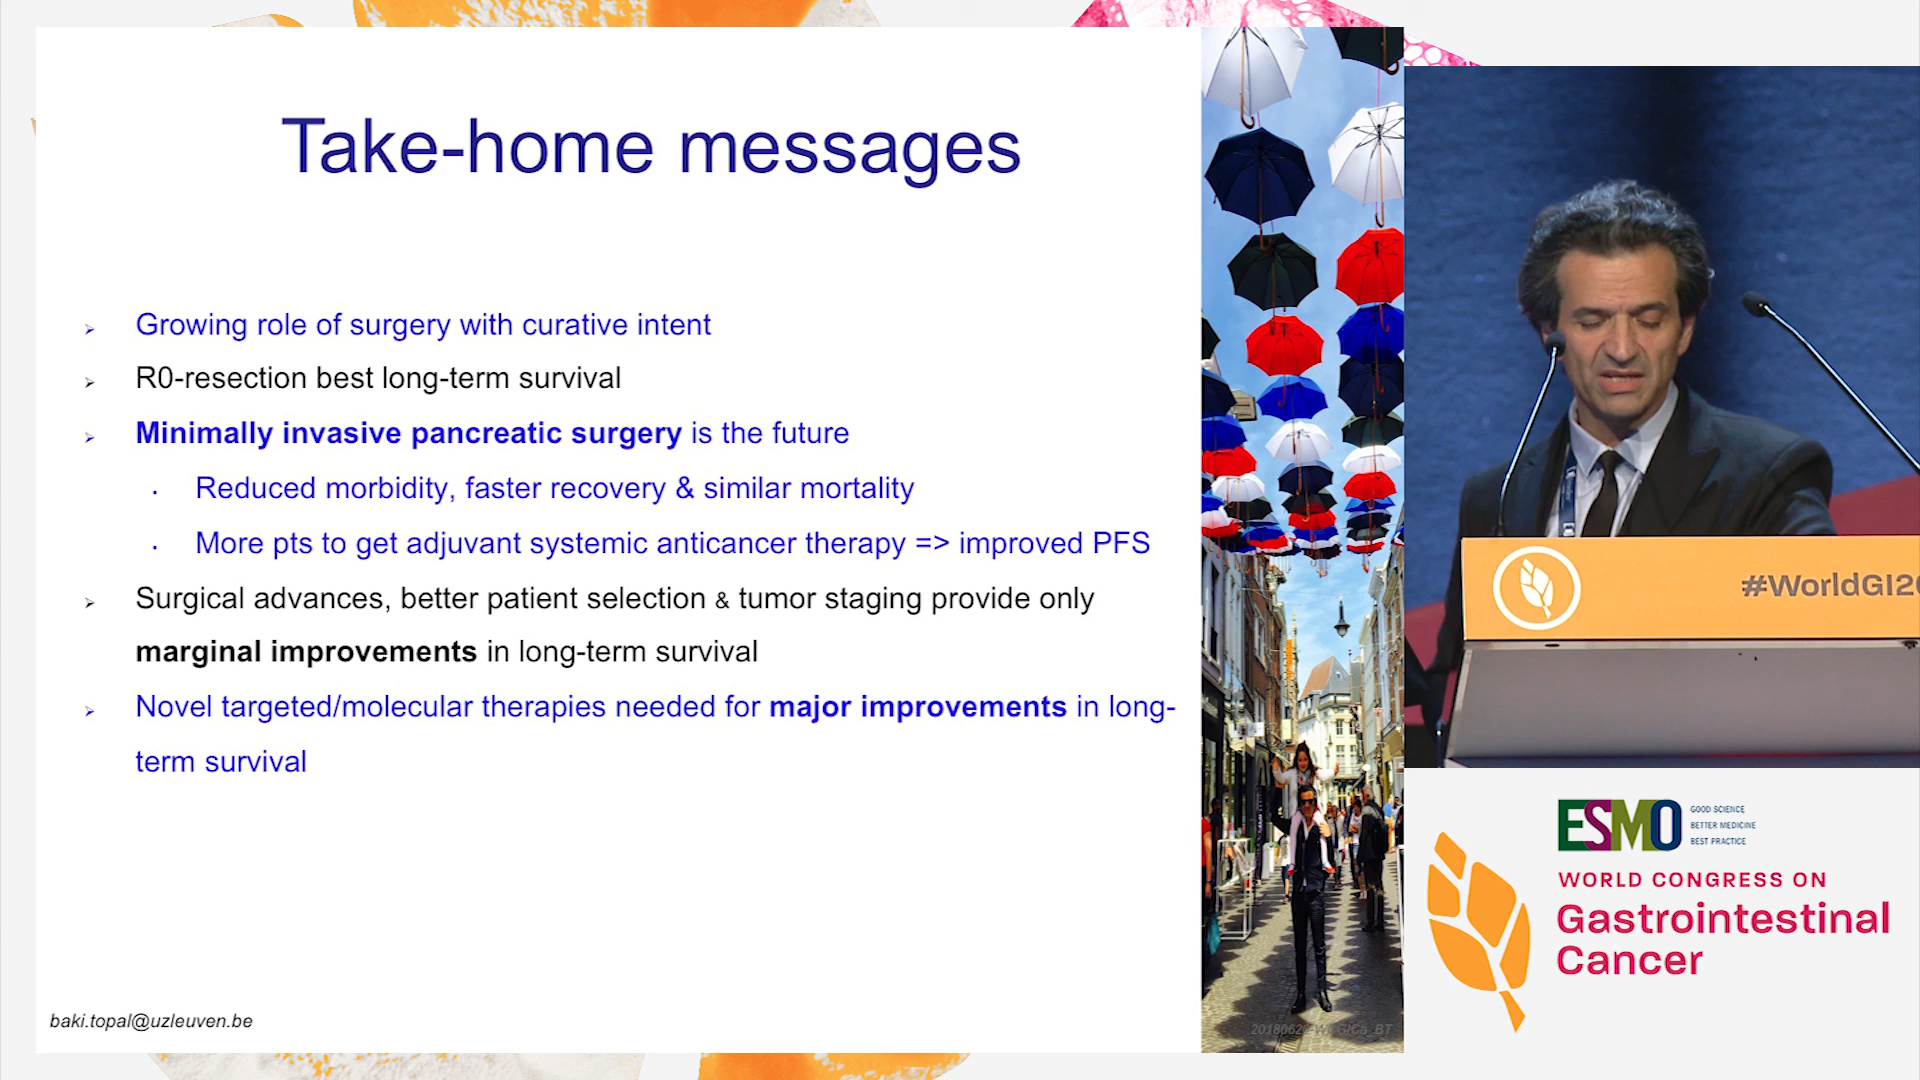 Take-home messages
Growing role of surgery with curative intent
R0-resection best long-term survival
Minimally invasive pancreatic surgery is the future
Reduced morbidity, faster recovery & similar mortality
More pts to get adjuvant systemic anticancer therapy => improved PFS
Surgical advances, better patient selection & tumor staging provide only
marginal improvements in long-term survival
Novel targeted/molecular therapies needed for major improvements in long-
term survival
baki.topal@uzleuven.be
#WorldGI2
ESMO
GOOD SCIENCE
BETTER MEDICINE
BEST PRACTICE
WORLD CONGRESS ON
Gastrointestinal
Cancer